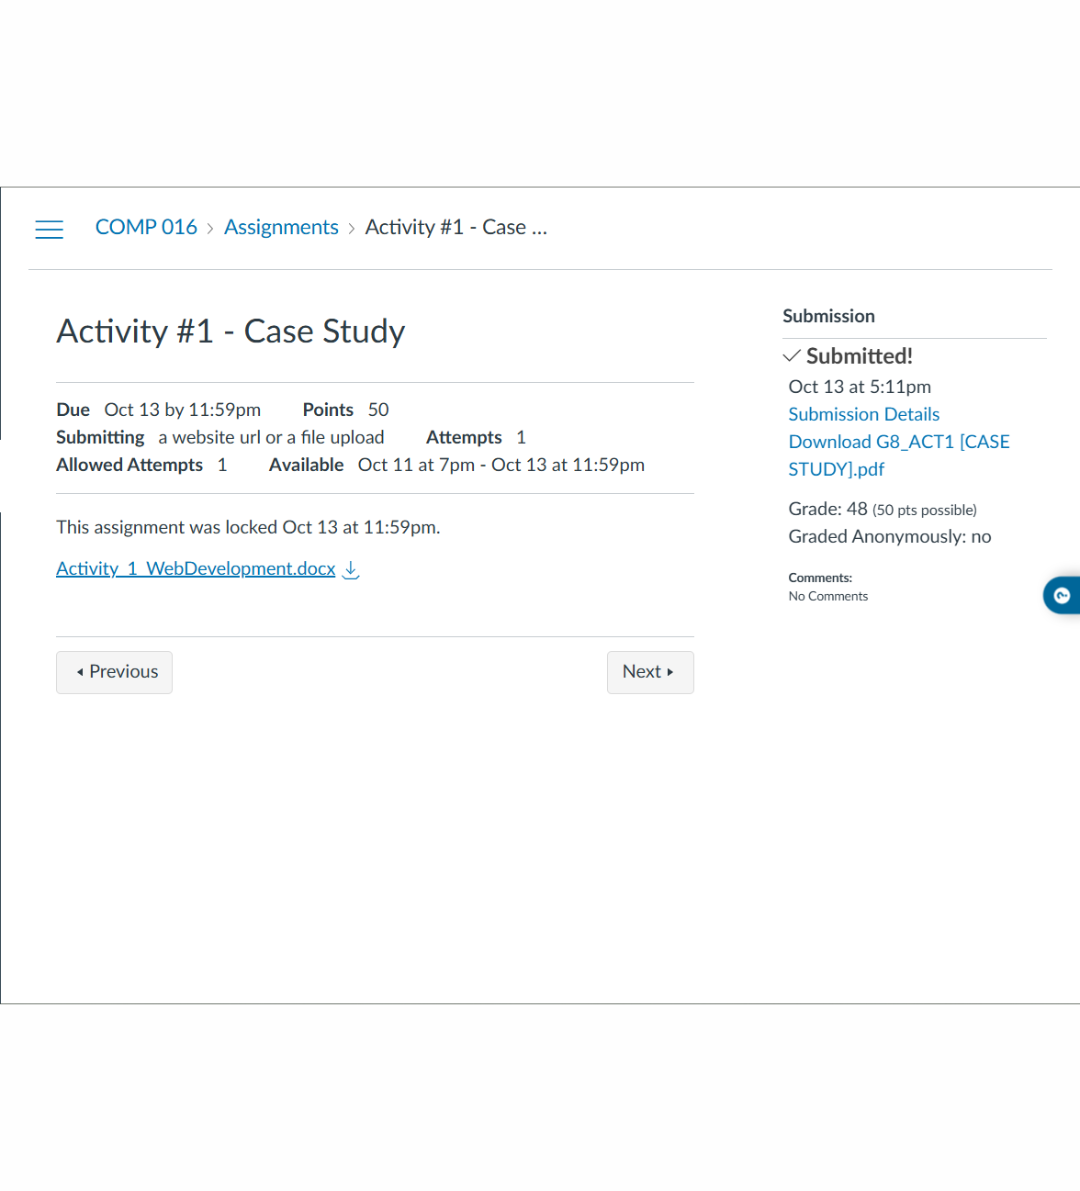 COMP 016 › Assignments › Activity #1 - Case ...
Activity #1 - Case Study
Due Oct 13 by 11:59pm Points 50
Submitting a website url or a file upload Attempts 1
Allowed Attempts 1 Available Oct 11 at 7pm - Oct 13 at 11:59pm
This assignment was locked Oct 13 at 11:59pm.
Activity_1_WebDevelopment.docx
Previous
Next
Submission
Submitted!
Oct 13 at 5:11pm
Submission Details
Download G8_ACT1 [CASE
STUDY].pdf
Grade: 48 (50 pts possible)
Graded Anonymously: no
Comments:
No Comments